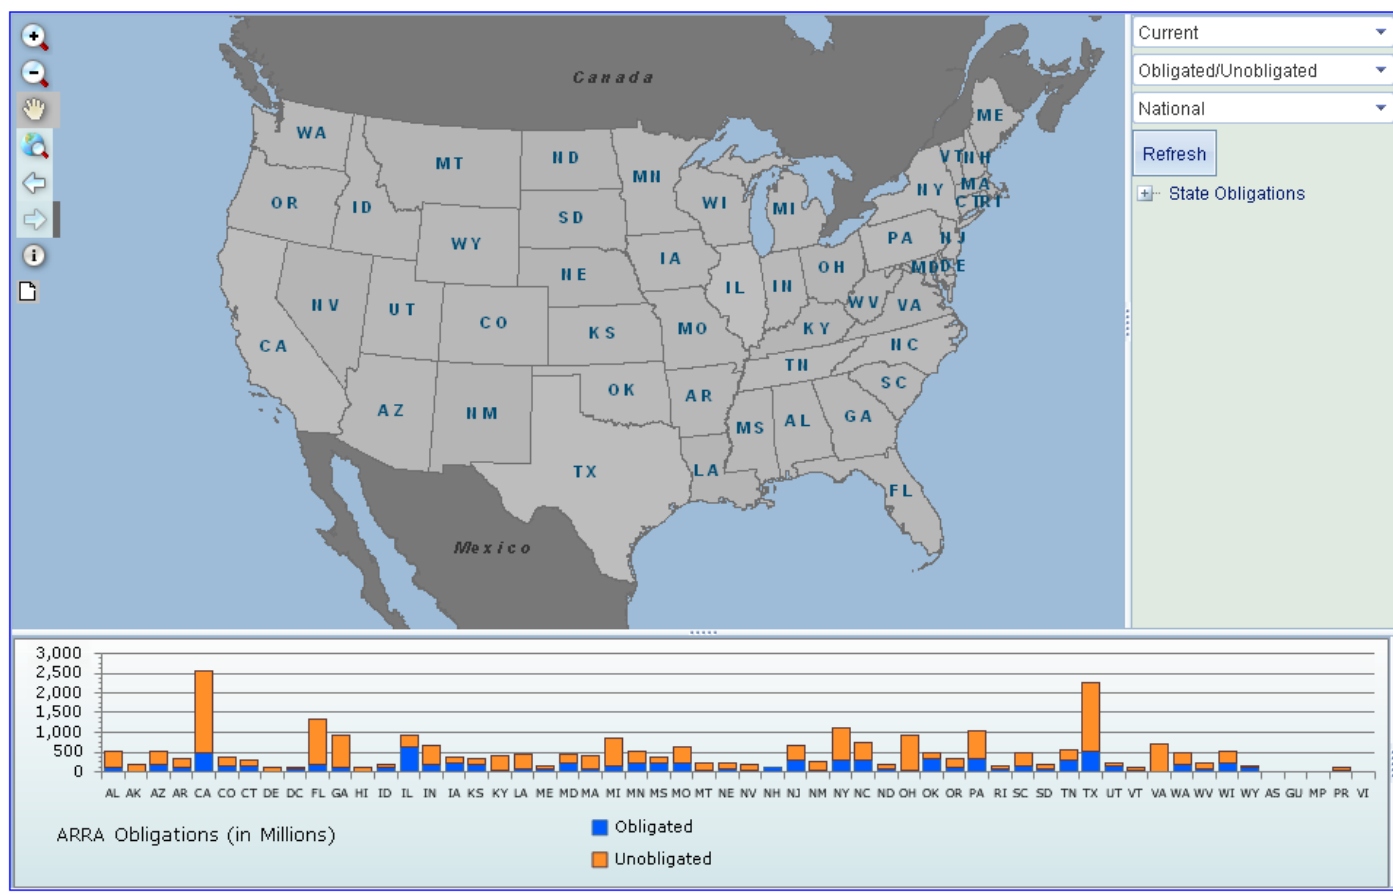 Current
Obligated/Unobligated
National
Refresh
State Obligations
Canada
WA
MT
ND
MN
ME
VT NH
OR
ID
SD
WI
MI
NY
MA
CT RI
WY
IA
PA
NJ
NE
IL
IN
OH
MD DE
NV
UT
CO
KS
MO
WV
VA
KY
CA
NC
TN
AZ
NM
OK
AR
SC
MS
AL
GA
TX
LA
FL
Mexico
3,000
2,500
2,000
1,500
1,000
500
0
AL AK AZ AR CA CO CT DE DC FL GA HI ID IL IN IA KS KY LA ME MD MA MI MN MS MO MT NE NV NH NJ NM NY NC ND OH OK OR PA RI SC SD TN TX UT VT VA WA WV WI WY AS GU MP PR VI
ARRA Obligations (in Millions)
Obligated
Unobligated